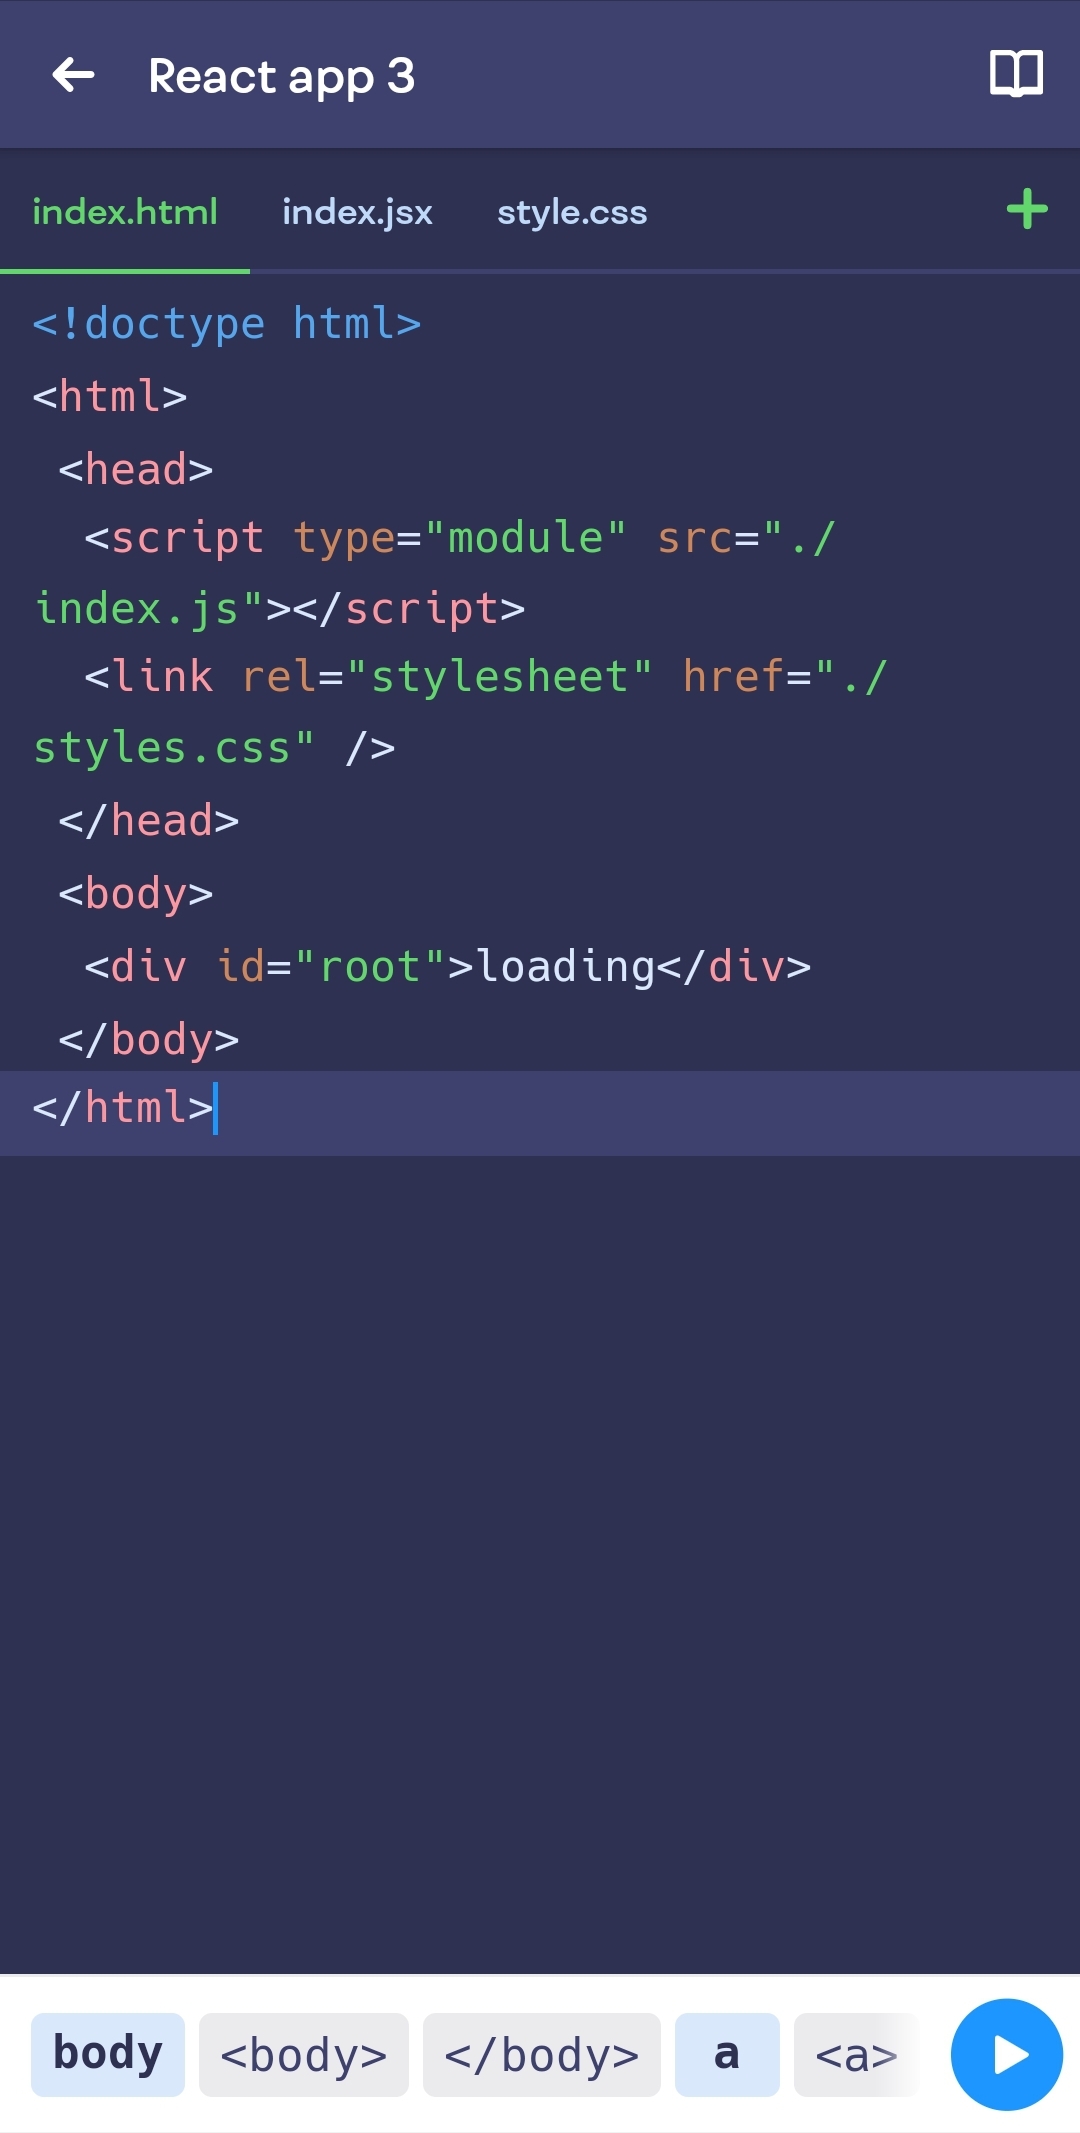 React app 3
index.html index.jsx style.css
<!doctype html>
<html>
<head>
<script type="module" src="./
index.js"></script>
<link rel="stylesheet" href="./
styles.css" />
</head>
<body>
<div id="root">loading</div>
</body>
</html>
body <body> </body> a <a>